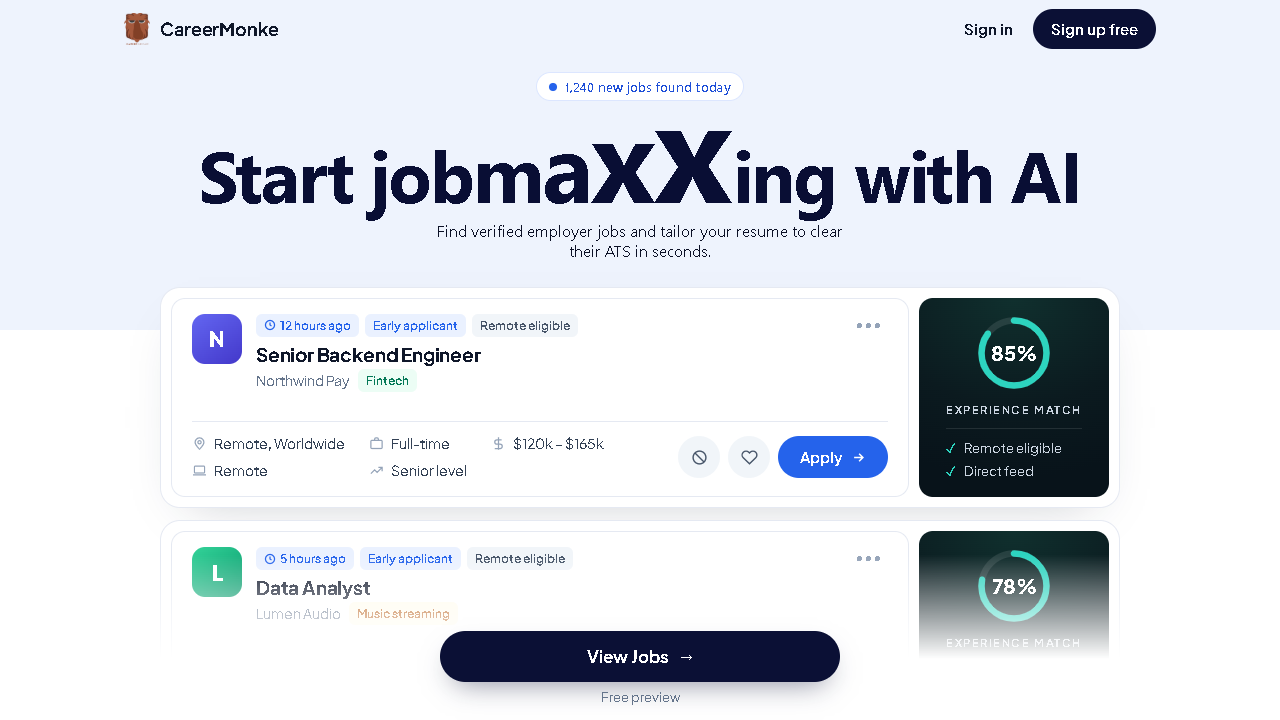 CareerMonke
Sign in
Sign up free
1,240 new jobs found today
Start jobmaxXing with AI
Find verified employer jobs and tailor your resume to clear
their ATS in seconds.
N
12 hours ago
Early applicant
Remote eligible
Senior Backend Engineer
Northwind Pay
Fintech
Remote, Worldwide
Full-time
$120k – $165k
Remote
Senior level
Apply →
85%
EXPERIENCE MATCH
✓ Remote eligible
✓ Direct feed
L
5 hours ago
Early applicant
Remote eligible
Data Analyst
Lumen Audio
Music streaming
78%
EXPERIENCE MATCH
View Jobs →
Free preview